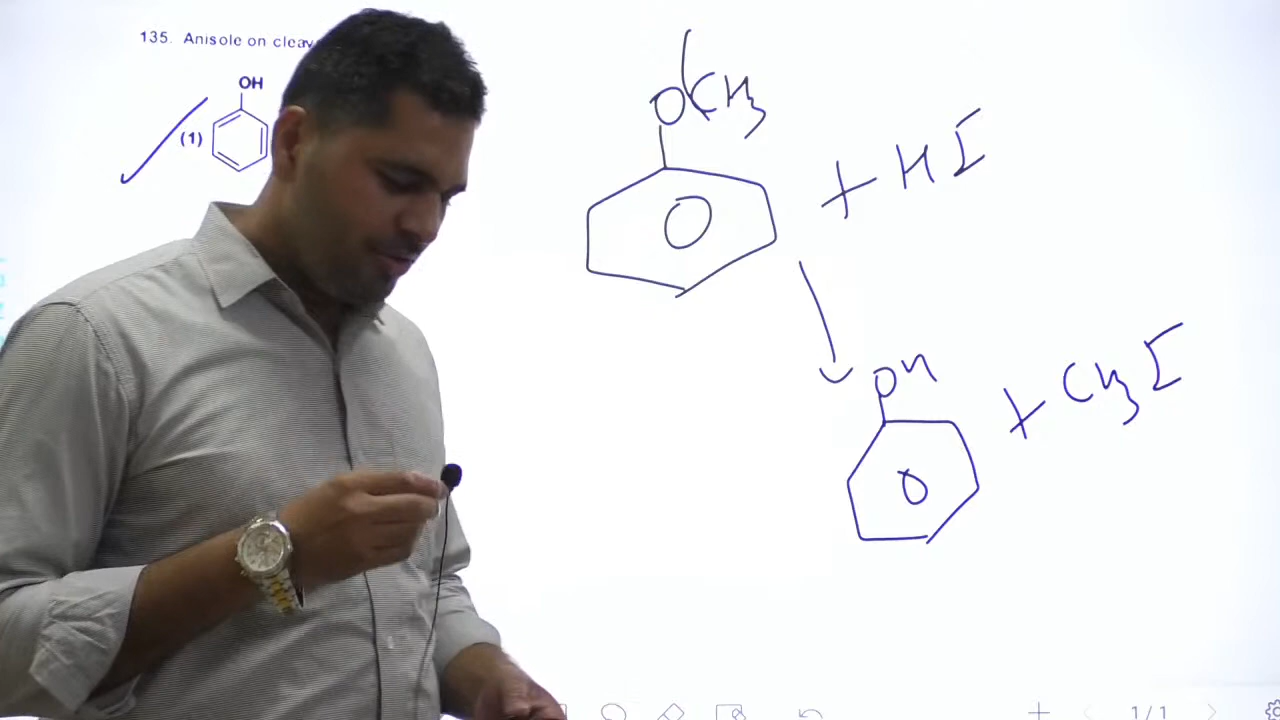 135. Anisole on cleav
OH
(1)
OCH3
+ HI
OH
+ CH3I
1/1